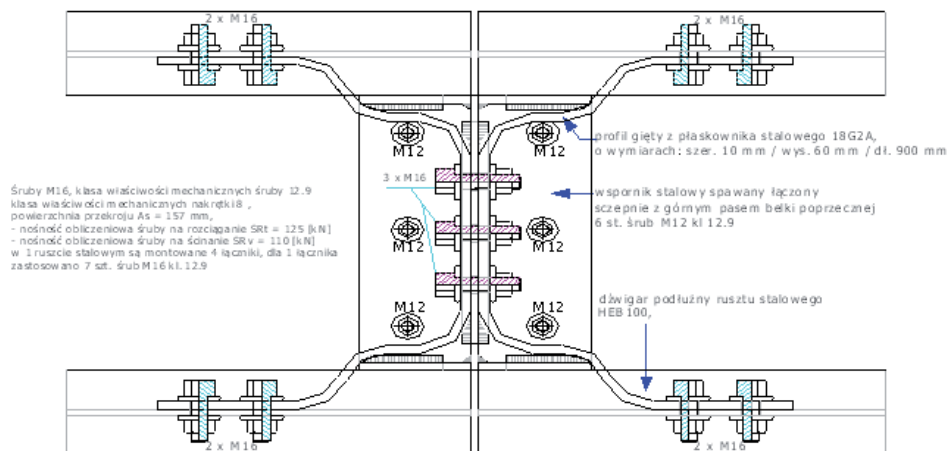 2 x M16
2 x M16
M12
M12
profil gięty z płaskownika stalowego 18G2A,
o wymiarach: szer. 10 mm / wys. 60 mm / dł. 900 mm
3 x M16
Śruby M16, klasa właściwości mechanicznych śruby 12.9
klasa właściwości mechanicznych nakrętki 8 ,
powierzchnia przekroju As = 157 mm,
- nośność obliczeniowa śruby na rozciąganie SRt = 125 [kN]
- nośność obliczeniowa śruby na ścinanie SRv = 110 [kN]
w 1 ruszcie stalowym są montowane 4 łączniki, dla 1 łącznika
zastosowano 7 szt. śrub M16 kl. 12.9
wspornik stalowy spawany łączony
sczepnie z górnym pasem belki poprzecznej
6 st. śrub M12 kl 12.9
M12
M12
dźwigar podłużny rusztu stalowego
HEB 100,
M12
M12
2 x M16
2 x M16